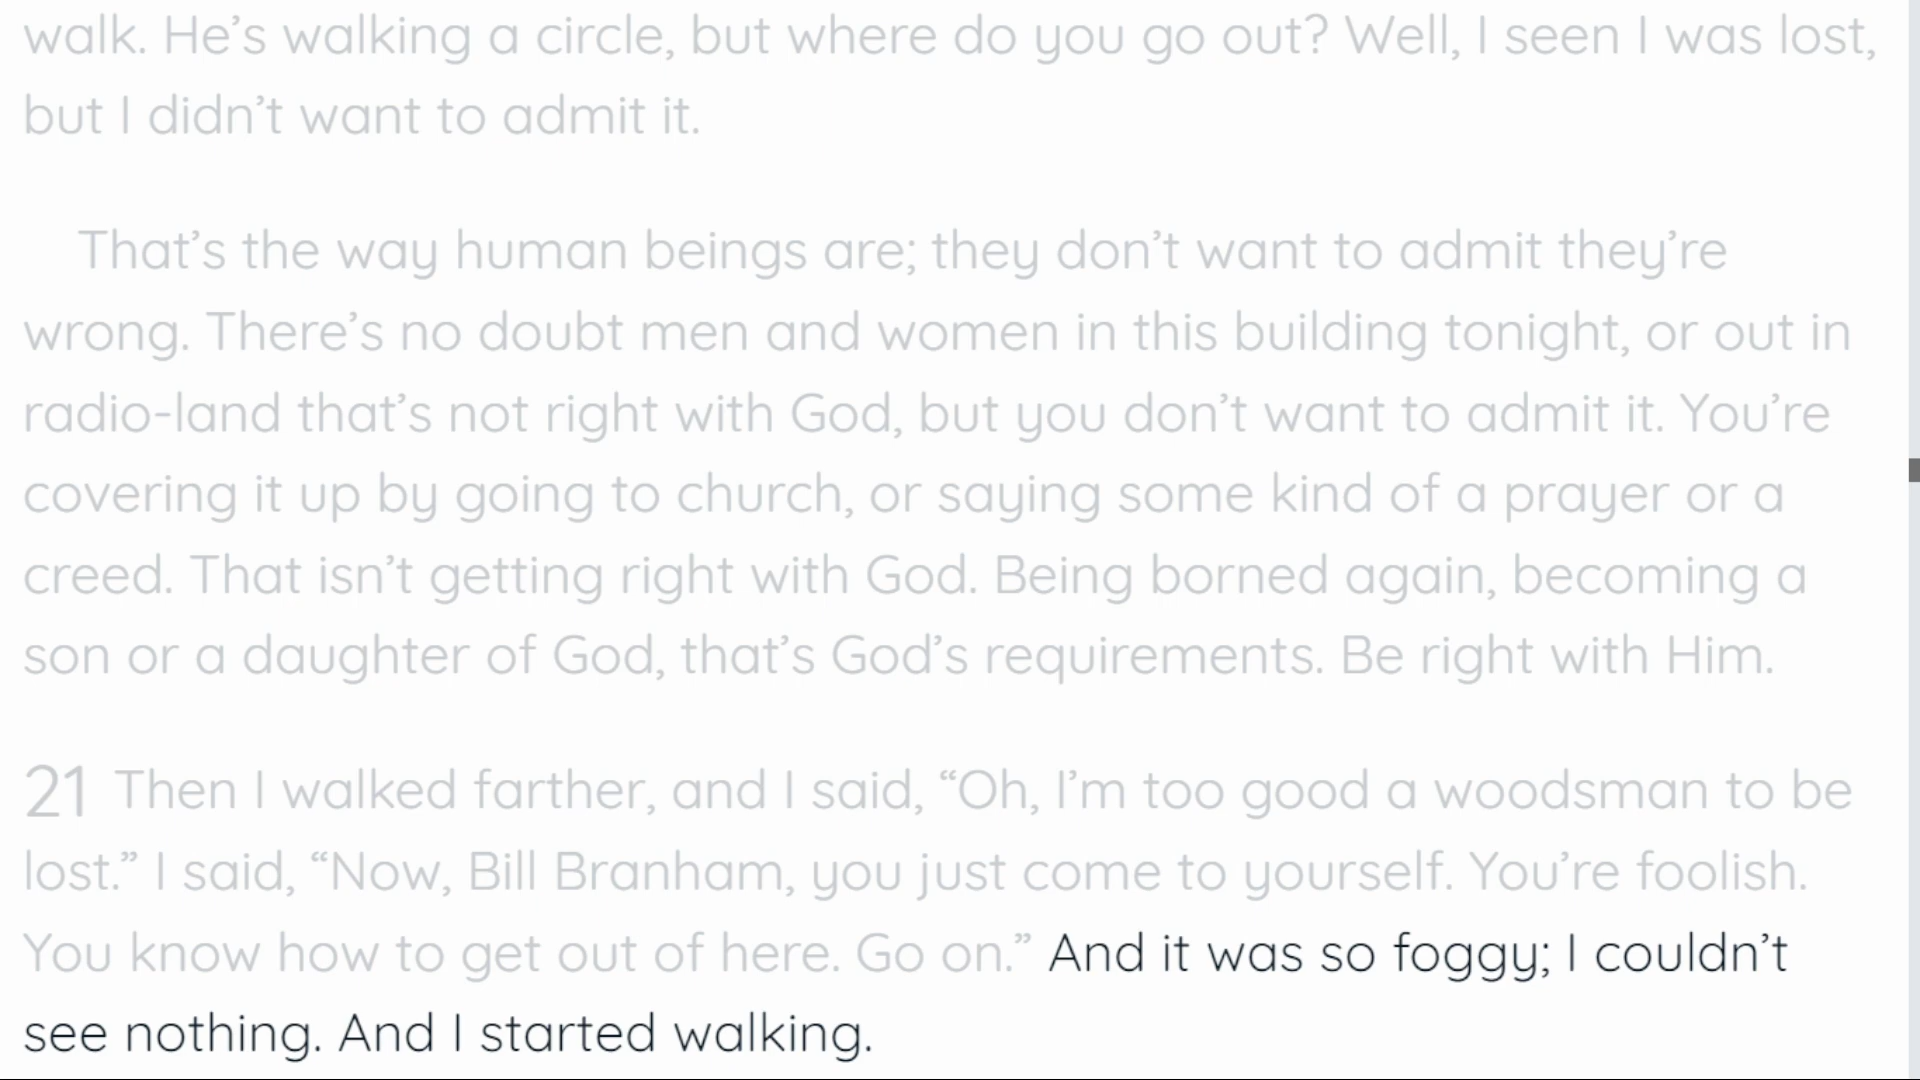 walk. He’s walking a circle, but where do you go out? Well, I seen I was lost,
but I didn’t want to admit it.
That’s the way human beings are; they don’t want to admit they’re
wrong. There’s no doubt men and women in this building tonight, or out in
radio-land that’s not right with God, but you don’t want to admit it. You’re
covering it up by going to church, or saying some kind of a prayer or a
creed. That isn’t getting right with God. Being borned again, becoming a
son or a daughter of God, that’s God’s requirements. Be right with Him.
21 Then I walked farther, and I said, “Oh, I’m too good a woodsman to be
lost.” I said, “Now, Bill Branham, you just come to yourself. You’re foolish.
You know how to get out of here. Go on.” And it was so foggy; I couldn’t
see nothing. And I started walking.